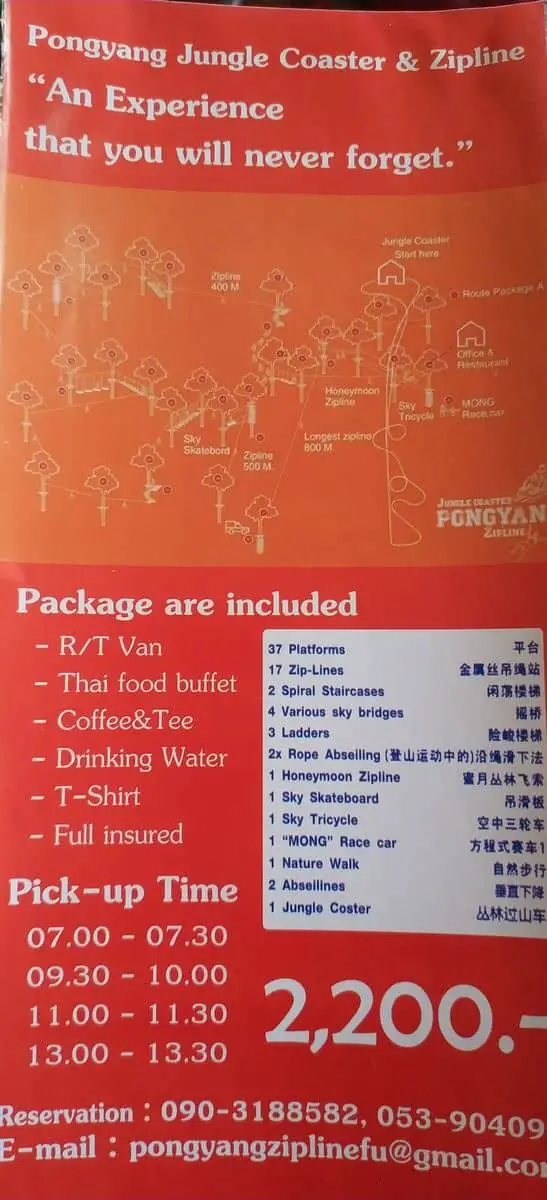 Pongyang Jungle Coaster & Zipline
“An Experience
that you will never forget.”
Jungle Coaster
Start here
Zipline
400 M.
Route Package A
Office &
Restaurant
Honeymoon
Zipline
Sky
Tricycle
MONG
Race car
Sky
Skatebord
Zipline
500 M.
Longest zipline
800 M.
JUNGLE COASTER
PONGYAN
ZIPLINE
Package are included
- R/T Van
- Thai food buffet
- Coffee&Tee
- Drinking Water
- T-Shirt
- Full insured
37 Platforms 平台
17 Zip-Lines 金属丝吊绳站
2 Spiral Staircases 闲荡楼梯
4 Various sky bridges 摇桥
3 Ladders 险峻楼梯
2x Rope Abseiling (登山运动中的)沿绳滑下法
1 Honeymoon Zipline 蜜月丛林飞索
1 Sky Skateboard 吊滑板
1 Sky Tricycle 空中三轮车
1 “MONG” Race car 方程式赛车1
1 Nature Walk 自然步行
2 Abseilines 垂直下降
1 Jungle Coster 丛林过山车
Pick-up Time
07.00 - 07.30
09.30 - 10.00
11.00 - 11.30
13.00 - 13.30
2,200.-
Reservation : 090-3188582, 053-90409
E-mail : pongyangziplinefu@gmail.com